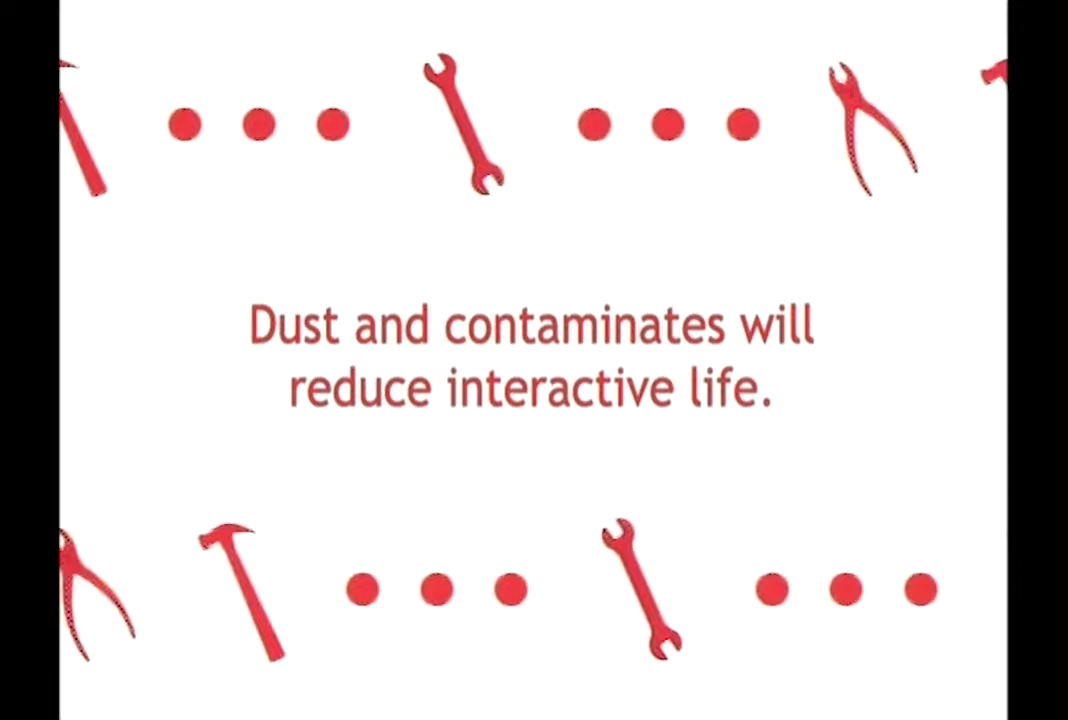 Dust and contaminates will
reduce interactive life.